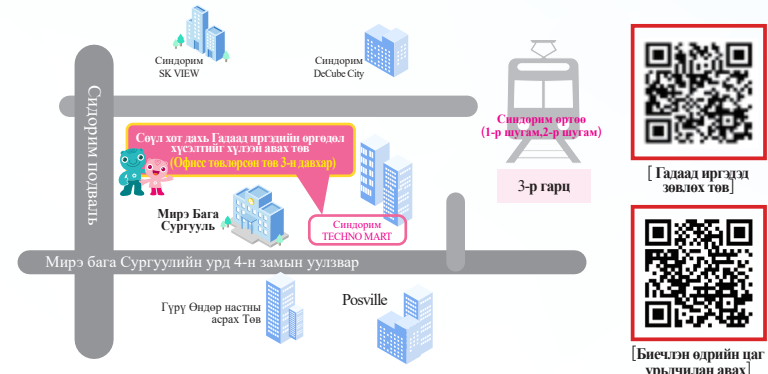 Синдорим
SK VIEW
Синдорим
DeCube City
Сидорим подваль
Сөүл хот дахь Гадаад иргэдийн өргөдөл
хүсэлтийг хүлээн авах төв
(Офисс төвлөрсөн төв 3-н давхар)
Синдорим өртөө
(1-р шугам,2-р шугам)
3-р гарц
[ Гадаад иргэдэд
зөвлөх төв]
Мирэ Бага
Сургууль
Синдорим
TECHNO MART
Мирэ бага Сургуулийн урд 4-н замын уулзвар
Гүрү Өндөр настны
асрах Төв
Posville
[Биечлэн өдрийн цаг
урьдчилан авах]